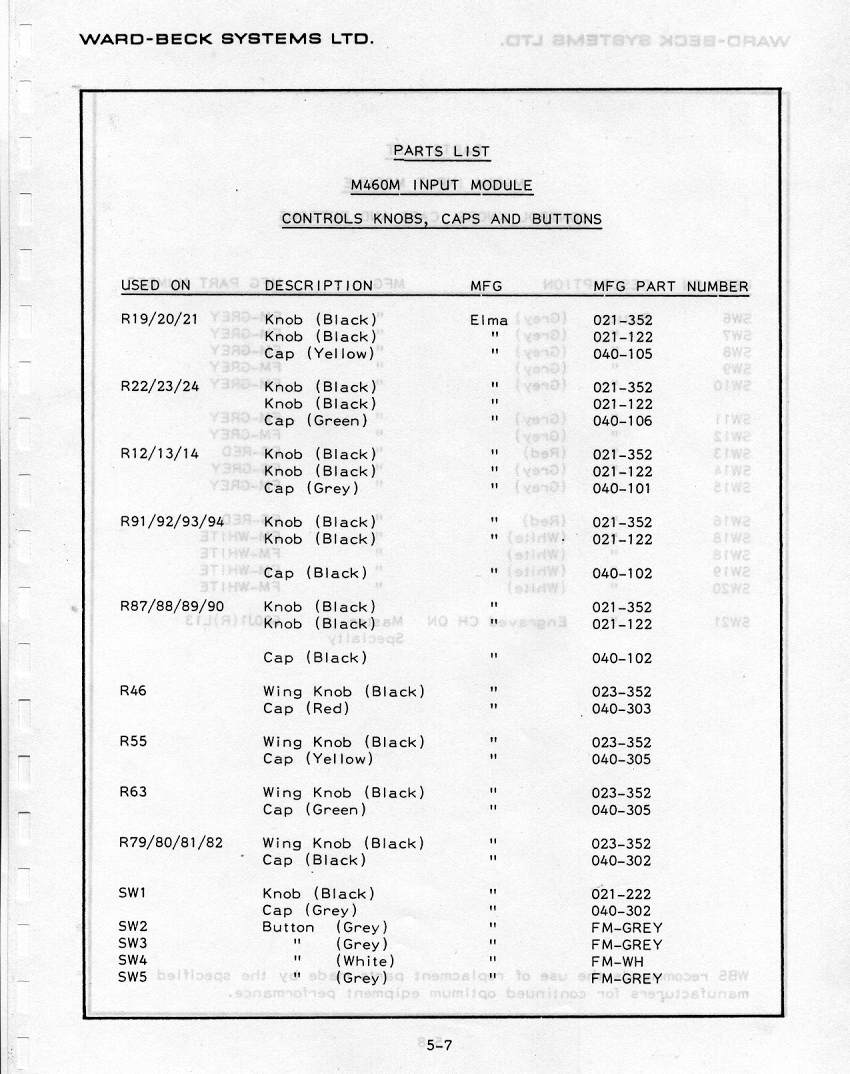 WARD-BECK SYSTEMS LTD.
PARTS LIST
M460M INPUT MODULE
CONTROLS KNOBS, CAPS AND BUTTONS
USED ON DESCRIPTION MFG MFG PART NUMBER
R19/20/21 Knob (Black) Elma 021-352
Knob (Black) " 021-122
Cap (Yellow) " 040-105
R22/23/24 Knob (Black) " 021-352
Knob (Black) " 021-122
Cap (Green) " 040-106
R12/13/14 Knob (Black) " 021-352
Knob (Black) " 021-122
Cap (Grey) " 040-101
R91/92/93/94 Knob (Black) " 021-352
Knob (Black) " 021-122
Cap (Black) " 040-102
R87/88/89/90 Knob (Black) " 021-352
Knob (Black) " 021-122
Cap (Black) " 040-102
R46 Wing Knob (Black) " 023-352
Cap (Red) " 040-303
R55 Wing Knob (Black) " 023-352
Cap (Yellow) " 040-305
R63 Wing Knob (Black) " 023-352
Cap (Green) " 040-305
R79/80/81/82 Wing Knob (Black) " 023-352
Cap (Black) " 040-302
SW1 Knob (Black) " 021-222
Cap (Grey) " 040-302
SW2 Button (Grey) " FM-GREY
SW3 " (Grey) " FM-GREY
SW4 " (White) " FM-WH
SW5 " (Grey) " FM-GREY
5-7